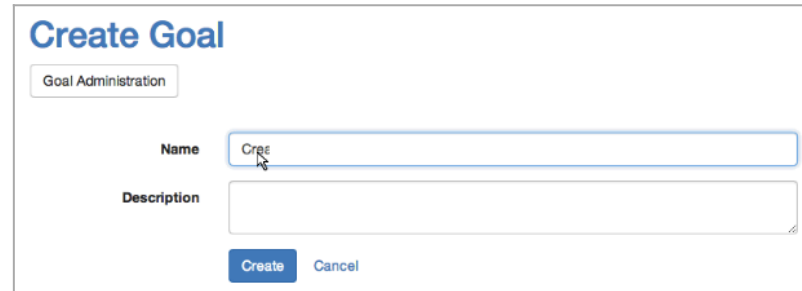 Create Goal
Goal Administration
Name Crea
Description
Create Cancel